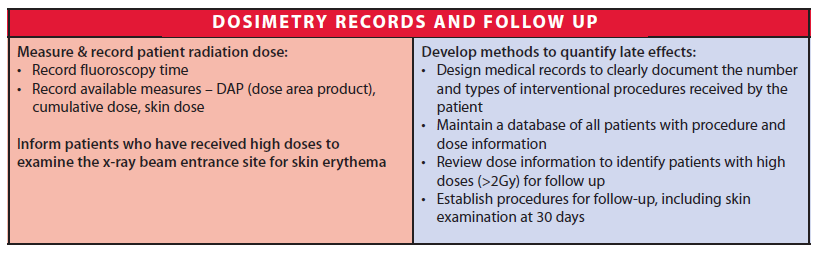 DOSIMETRY RECORDS AND FOLLOW UP
Measure & record patient radiation dose:
• Record fluoroscopy time
• Record available measures – DAP (dose area product),
cumulative dose, skin dose
Inform patients who have received high doses to
examine the x-ray beam entrance site for skin erythema
Develop methods to quantify late effects:
• Design medical records to clearly document the number
and types of interventional procedures received by the
patient
• Maintain a database of all patients with procedure and
dose information
• Review dose information to identify patients with high
doses (>2Gy) for follow up
• Establish procedures for follow-up, including skin
examination at 30 days